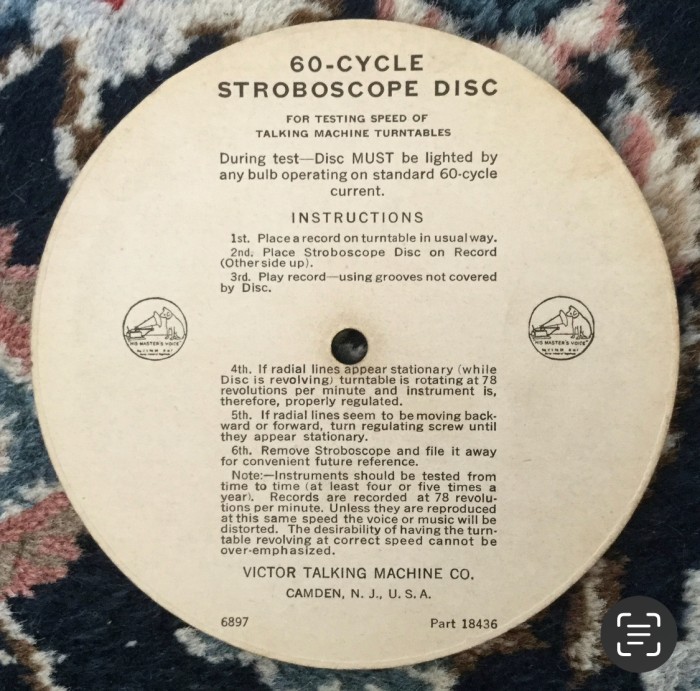 60-CYCLE
STROBOSCOPE DISC
FOR TESTING SPEED OF
TALKING MACHINE TURNTABLES
During test—Disc MUST be lighted by
any bulb operating on standard 60-cycle
current.
INSTRUCTIONS
1st. Place a record on turntable in usual way.
2nd. Place Stroboscope Disc on Record
(Other side up).
3rd. Play record—using grooves not covered
by Disc.
HIS MASTER'S VOICE
HIS MASTER'S VOICE
4th. If radial lines appear stationary (while
Disc is revolving) turntable is rotating at 78
revolutions per minute and instrument is,
therefore, properly regulated.
5th. If radial lines seem to be moving back-
ward or forward, turn regulating screw until
they appear stationary.
6th. Remove Stroboscope and file it away
for convenient future reference.
Note:—Instruments should be tested from
time to time (at least four or five times a
year). Records are recorded at 78 revolu-
tions per minute. Unless they are reproduced
at this same speed the voice or music will be
distorted. The desirability of having the turn-
table revolving at correct speed cannot be
over-emphasized.
VICTOR TALKING MACHINE CO.
CAMDEN, N. J., U. S. A.
6897 Part 18436